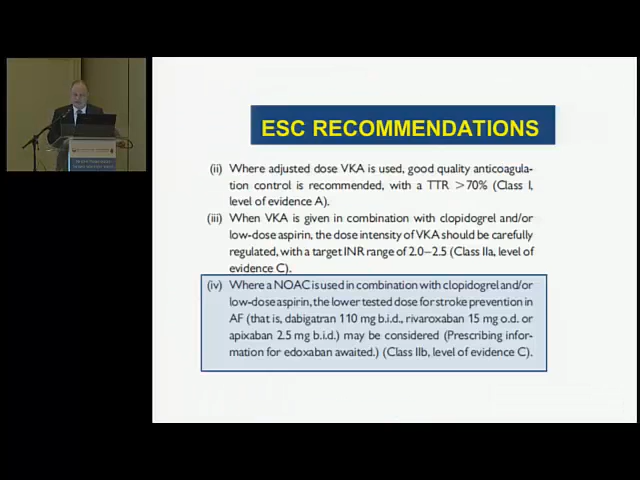 ESC RECOMMENDATIONS
(ii) Where adjusted dose VKA is used, good quality anticoagula-
tion control is recommended, with a TTR >70% (Class I,
level of evidence A).
(iii) When VKA is given in combination with clopidogrel and/or
low-dose aspirin, the dose intensity of VKA should be carefully
regulated, with a target INR range of 2.0–2.5 (Class IIa, level of
evidence C).
(iv) Where a NOAC is used in combination with clopidogrel and/or
low-dose aspirin, the lower tested dose for stroke prevention in
AF (that is, dabigatran 110 mg b.i.d., rivaroxaban 15 mg o.d. or
apixaban 2.5 mg b.i.d.) may be considered (Prescribing infor-
mation for edoxaban awaited.) (Class IIb, level of evidence C).